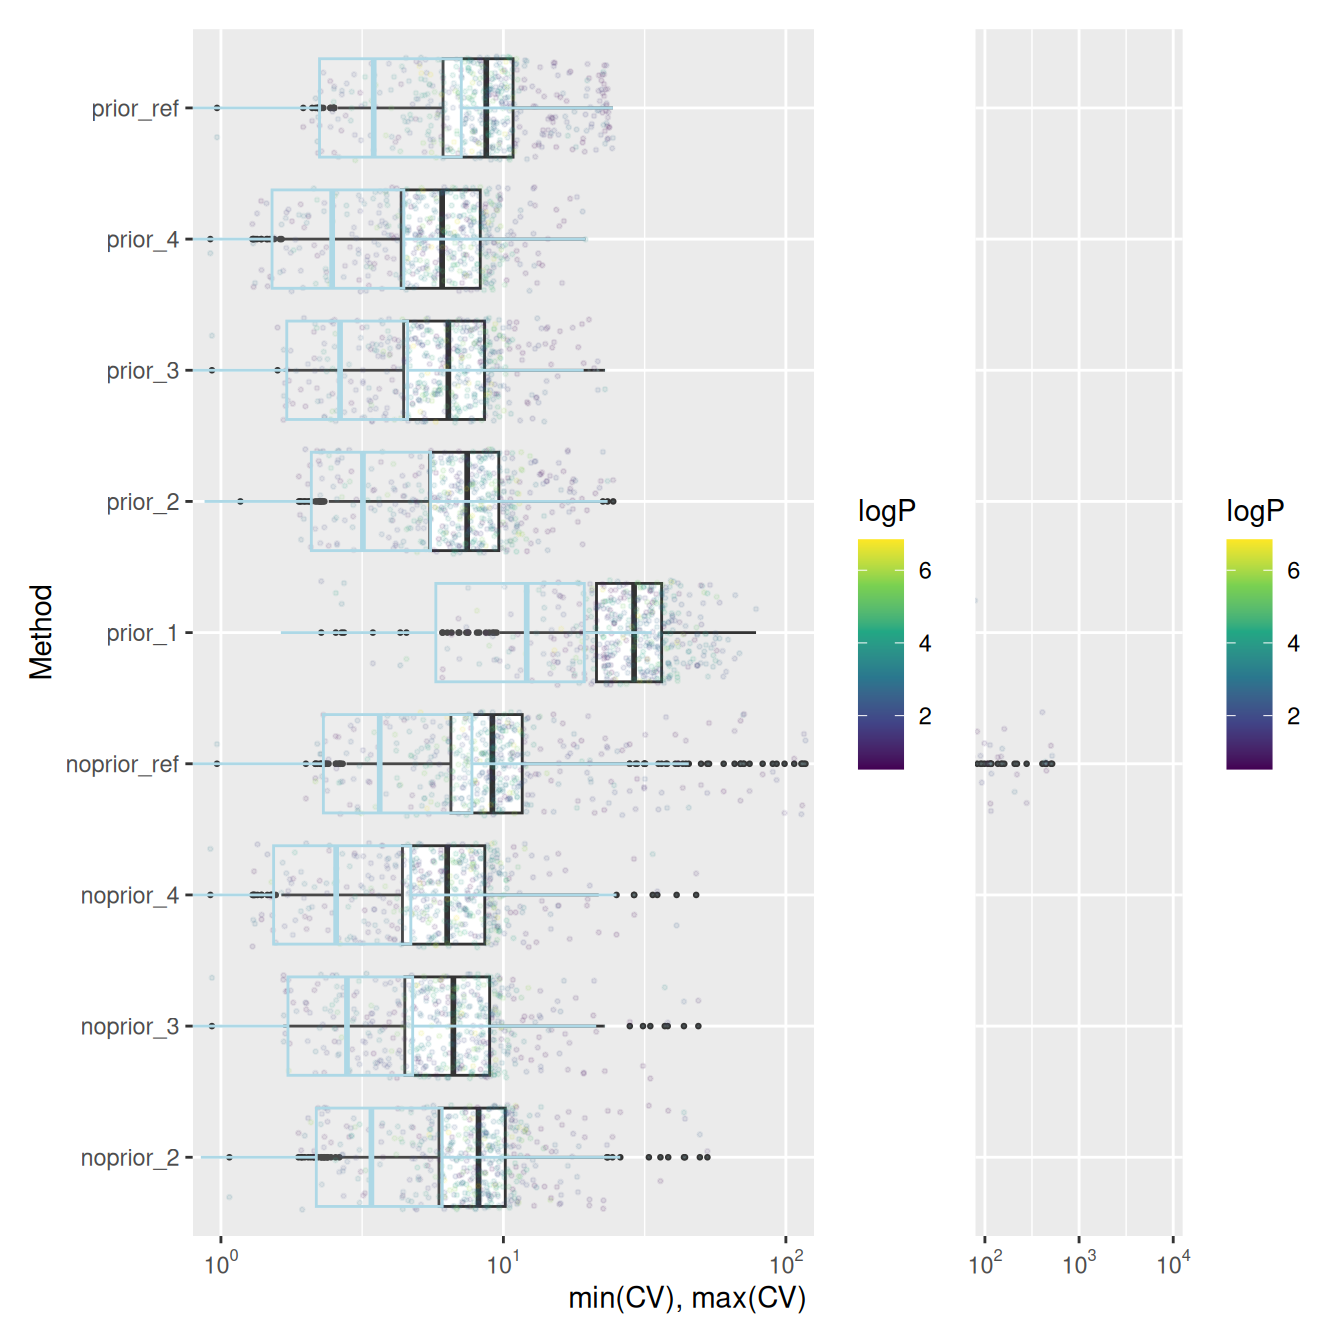 prior_ref
prior_4
prior_3
prior_2
prior_1
noprior_ref
noprior_4
noprior_3
noprior_2
Method
10⁰ 10¹ 10²
10² 10³ 10⁴
min(CV), max(CV)
logP
6
4
2
logP
6
4
2